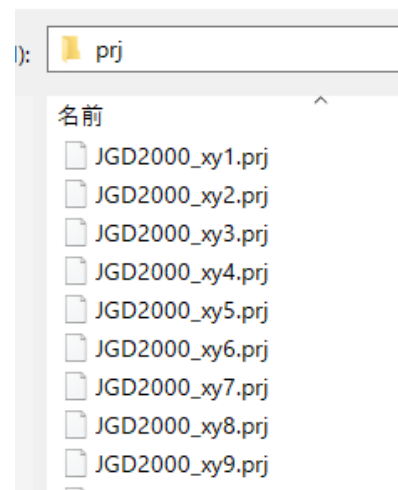 ):
prj
名前
JGD2000_xy1.prj
JGD2000_xy2.prj
JGD2000_xy3.prj
JGD2000_xy4.prj
JGD2000_xy5.prj
JGD2000_xy6.prj
JGD2000_xy7.prj
JGD2000_xy8.prj
JGD2000_xy9.prj